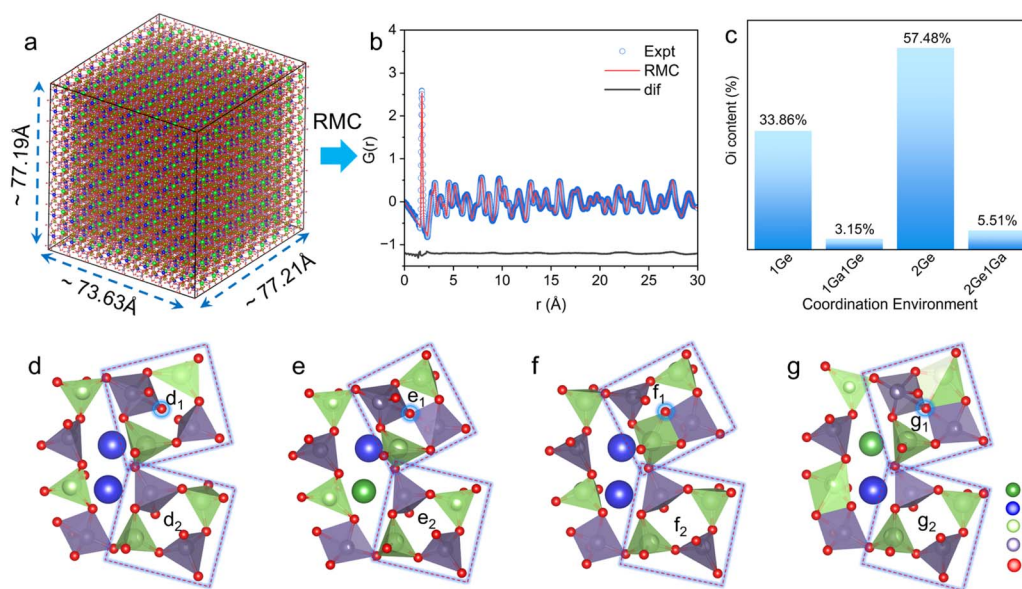 a
~ 77.19Å
~ 73.63Å
~ 77.21Å
RMC
b
G(r)
4
3
2
1
0
−1
Expt
RMC
dif
0 5 10 15 20 25 30
r (Å)
c
Oi content (%)
33.86%
3.15%
57.48%
5.51%
1Ge
1Ga1Ge
2Ge
2Ge1Ga
Coordination Environment
d
d1
d2
e
e1
e2
f
f1
f2
g
g1
g2